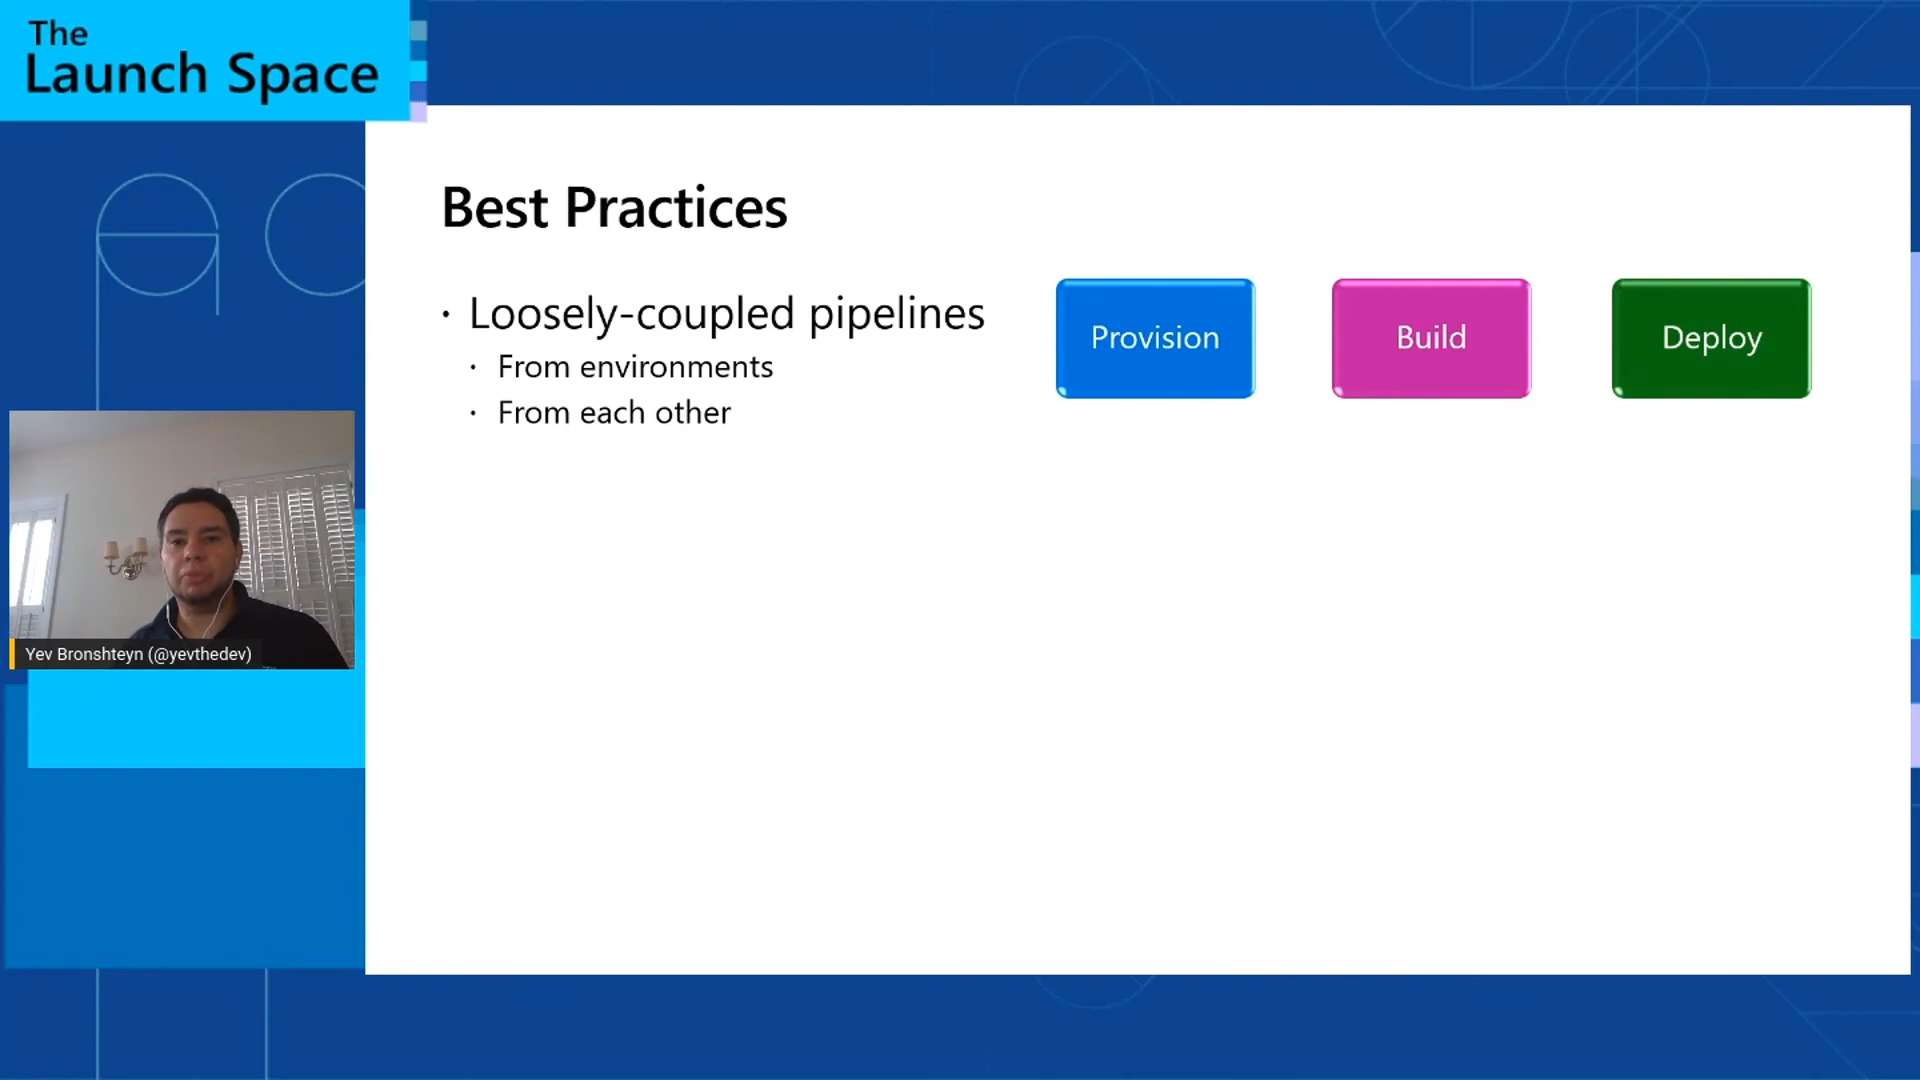 The
Launch Space
Best Practices
• Loosely-coupled pipelines
• From environments
• From each other
Provision
Build
Deploy
Yev Bronshteyn (@yevthedev)